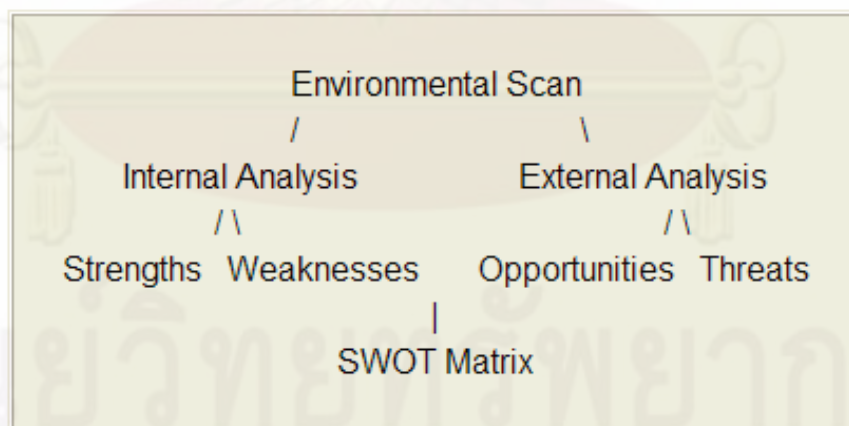 Environmental Scan
/ \
Internal Analysis External Analysis
/ \ / \
Strengths Weaknesses Opportunities Threats
|
SWOT Matrix